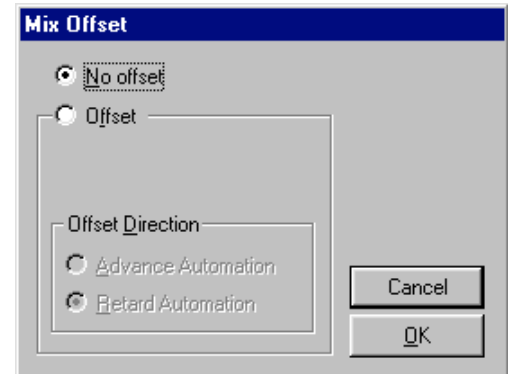 Mix Offset
No offset
Offset
Offset Direction
Advance Automation
Retard Automation
Cancel
OK